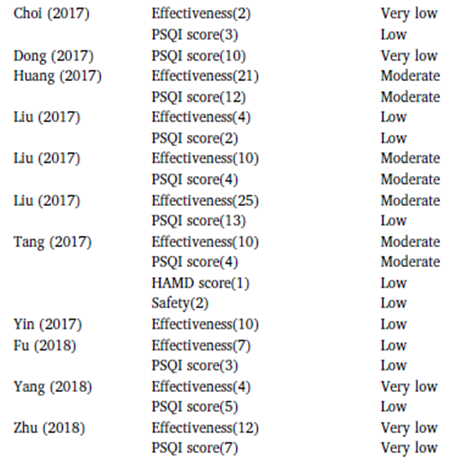 Choi (2017) Effectiveness(2) Very low
PSQI score(3) Low
Dong (2017) PSQI score(10) Very low
Huang (2017) Effectiveness(21) Moderate
PSQI score(12) Moderate
Liu (2017) Effectiveness(4) Low
PSQI score(2) Low
Liu (2017) Effectiveness(10) Moderate
PSQI score(4) Moderate
Liu (2017) Effectiveness(25) Moderate
PSQI score(13) Low
Tang (2017) Effectiveness(10) Moderate
PSQI score(4) Moderate
HAMD score(1) Low
Safety(2) Low
Yin (2017) Effectiveness(10) Low
Fu (2018) Effectiveness(7) Low
PSQI score(3) Low
Yang (2018) Effectiveness(4) Very low
PSQI score(5) Low
Zhu (2018) Effectiveness(12) Very low
PSQI score(7) Very low